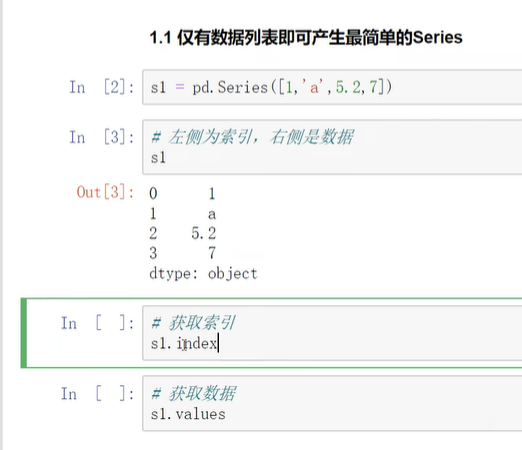 1.1 仅有数据列表即可产生最简单的Series
In [2]: s1 = pd.Series([1,'a',5.2,7])
In [3]: # 左侧为索引，右侧是数据
s1
Out[3]: 0 1
1 a
2 5.2
3 7
dtype: object
In [ ]: # 获取索引
s1.index
In [ ]: # 获取数据
s1.values